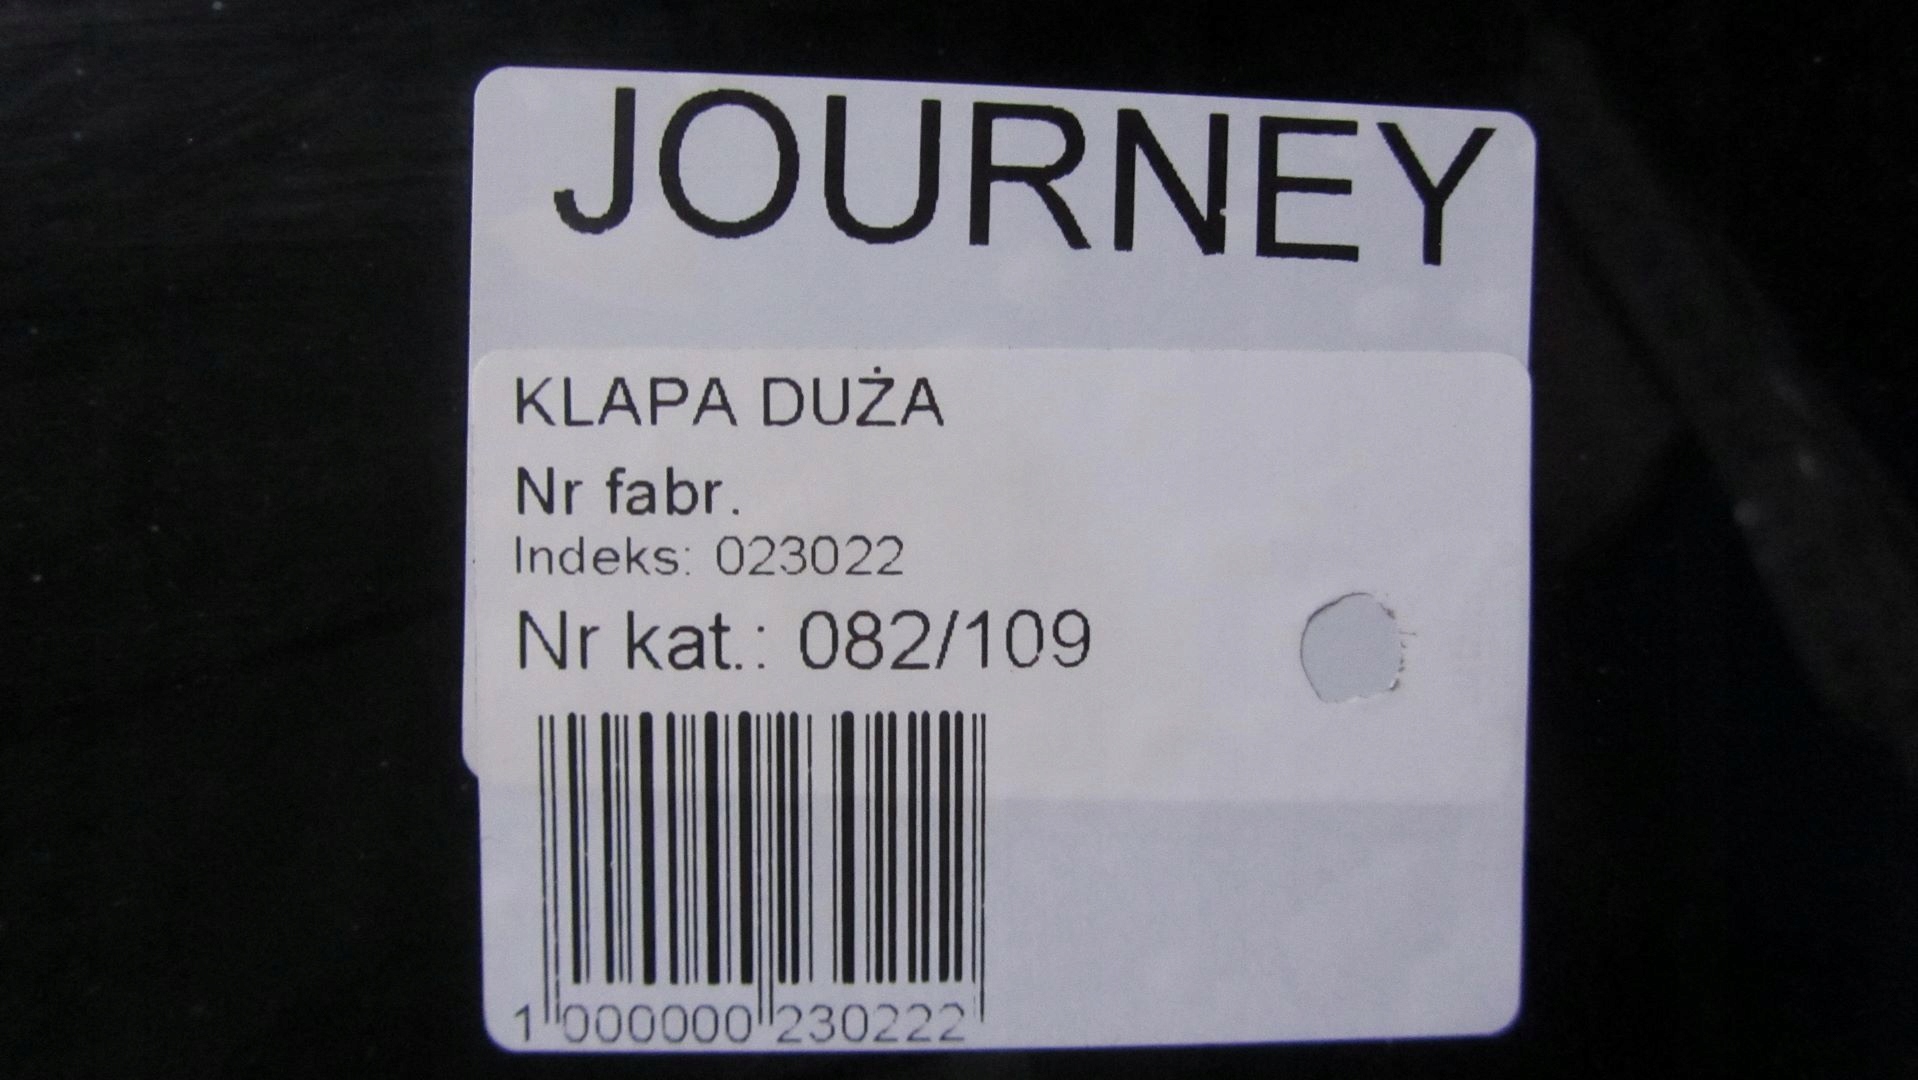 JOURNEY
KLAPA DUŻA
Nr fabr.
Indeks: 023022
Nr kat.: 082/109
1 000000 230222